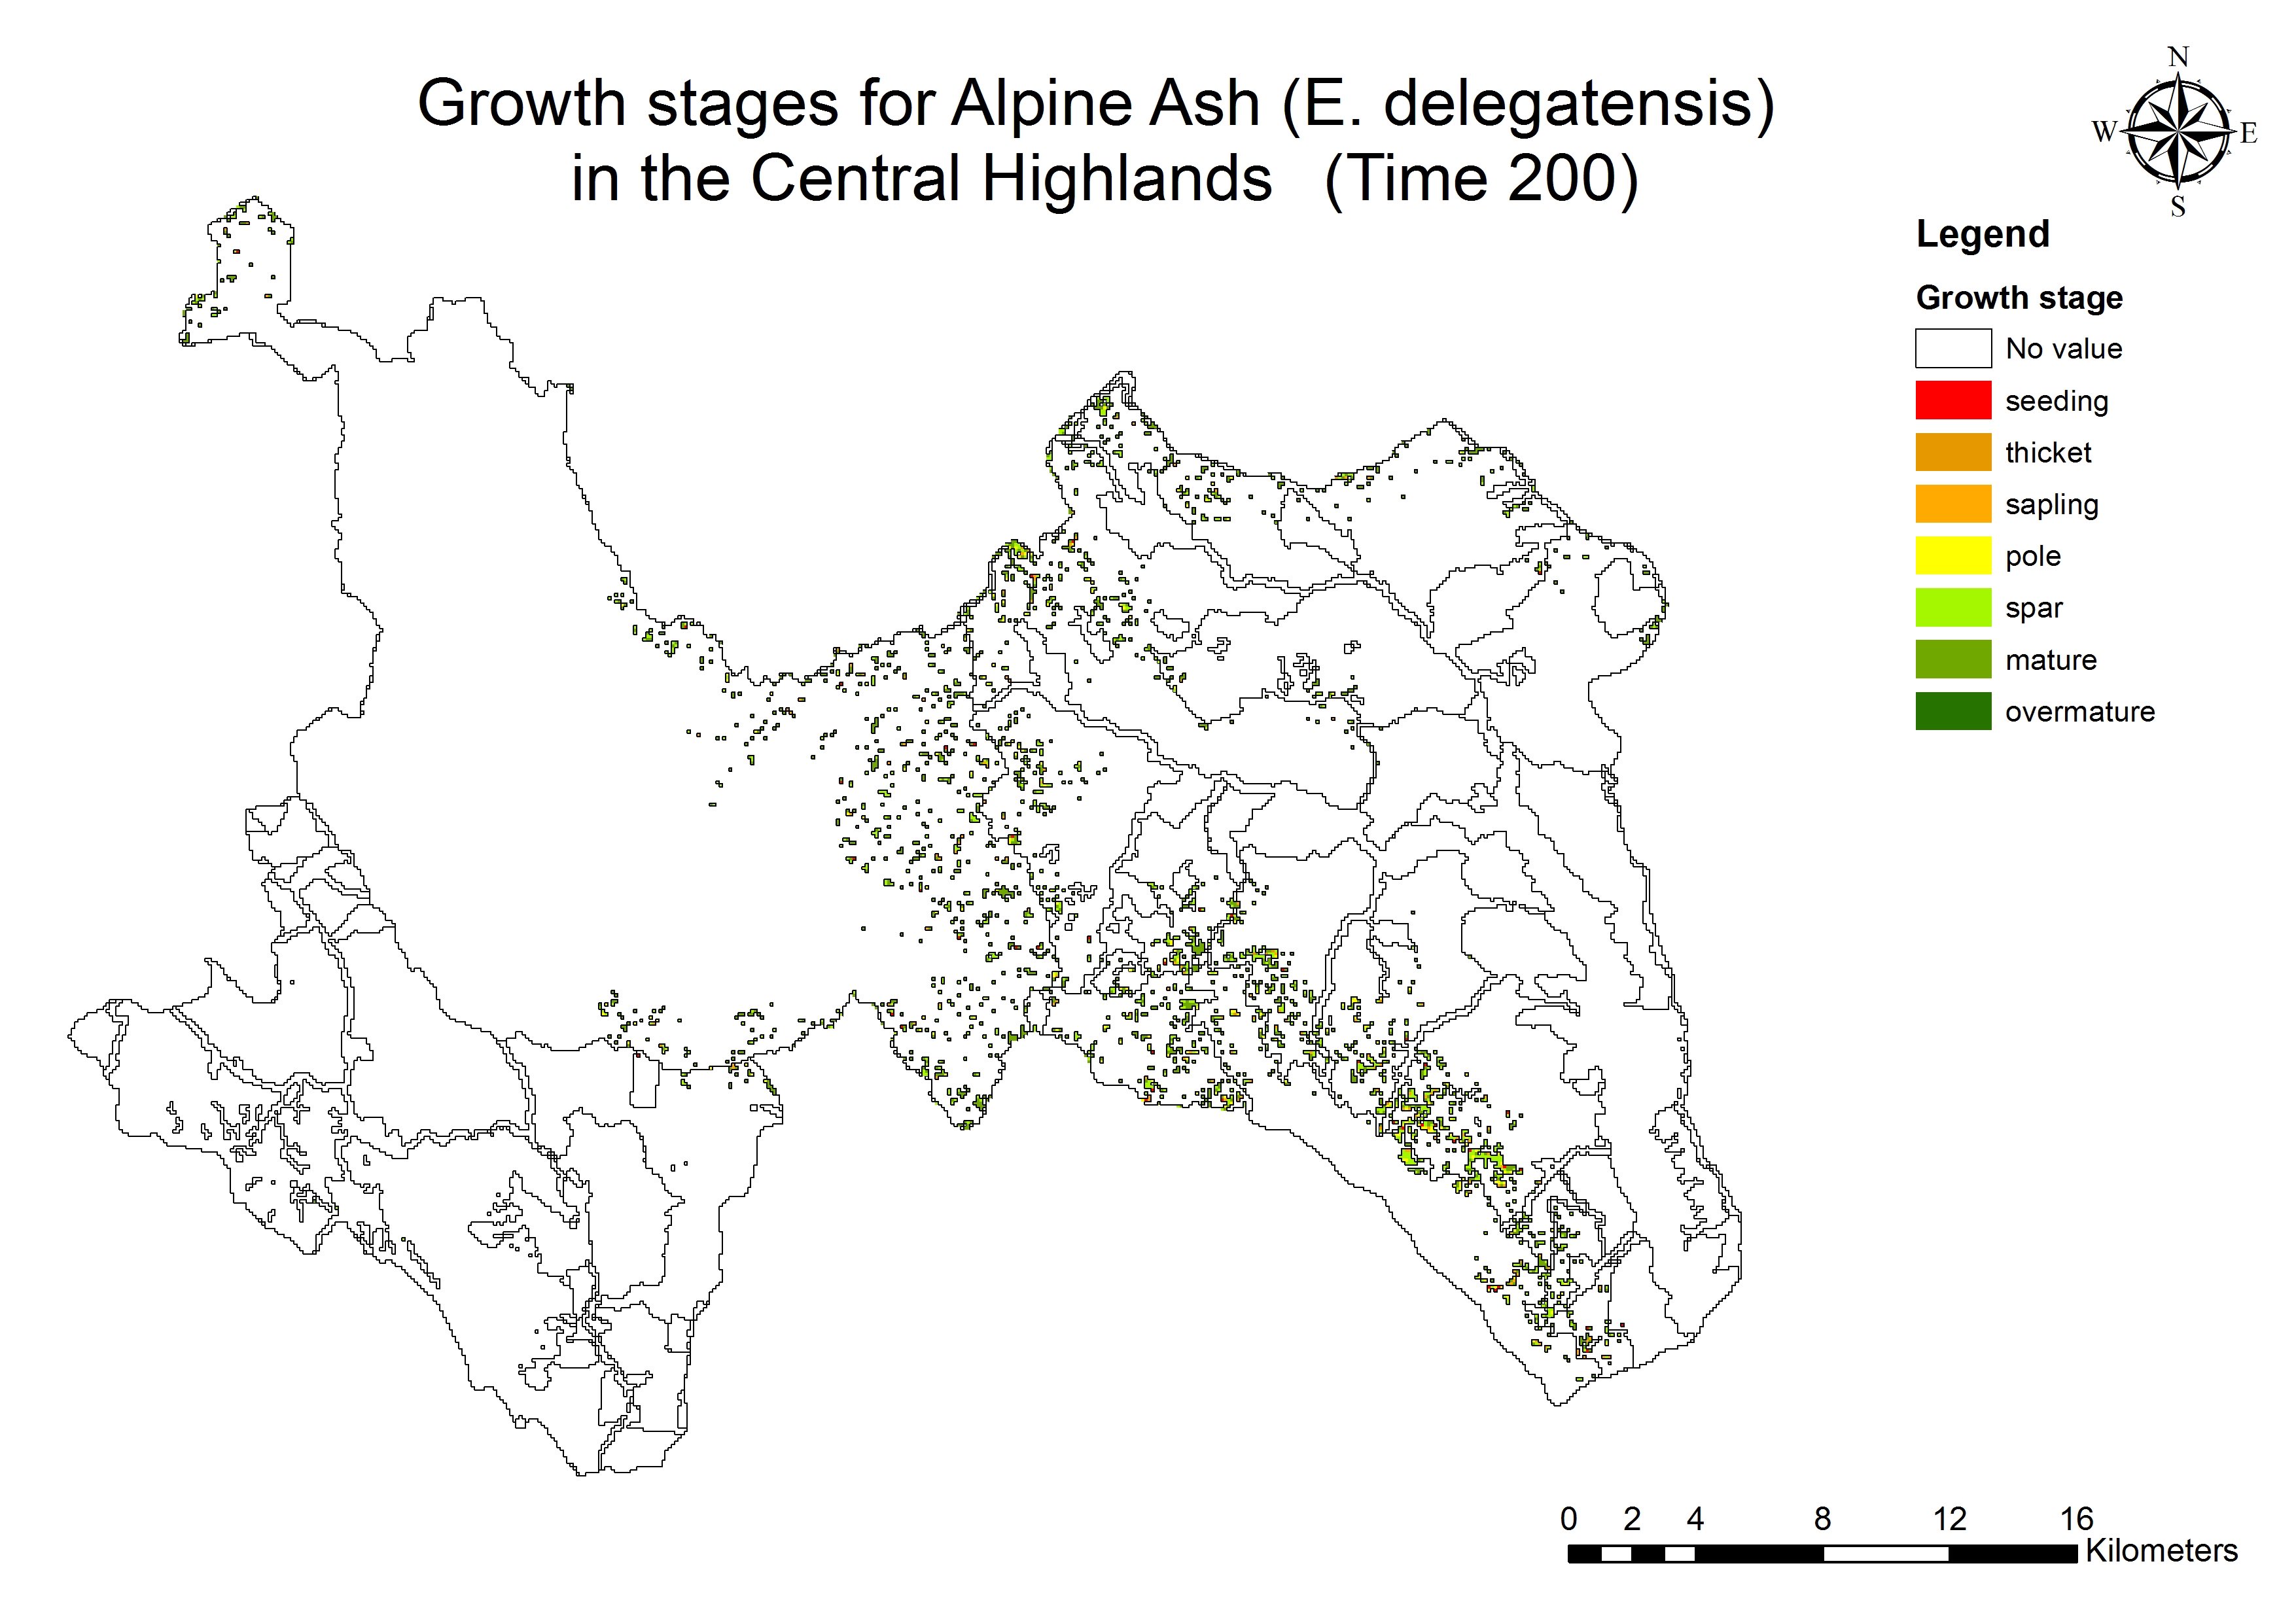 Growth stages for Alpine Ash (E. delegatensis)
in the Central Highlands (Time 200)
N
W E
S
Legend
Growth stage
No value
seeding
thicket
sapling
pole
spar
mature
overmature
0 2 4 8 12 16
Kilometers